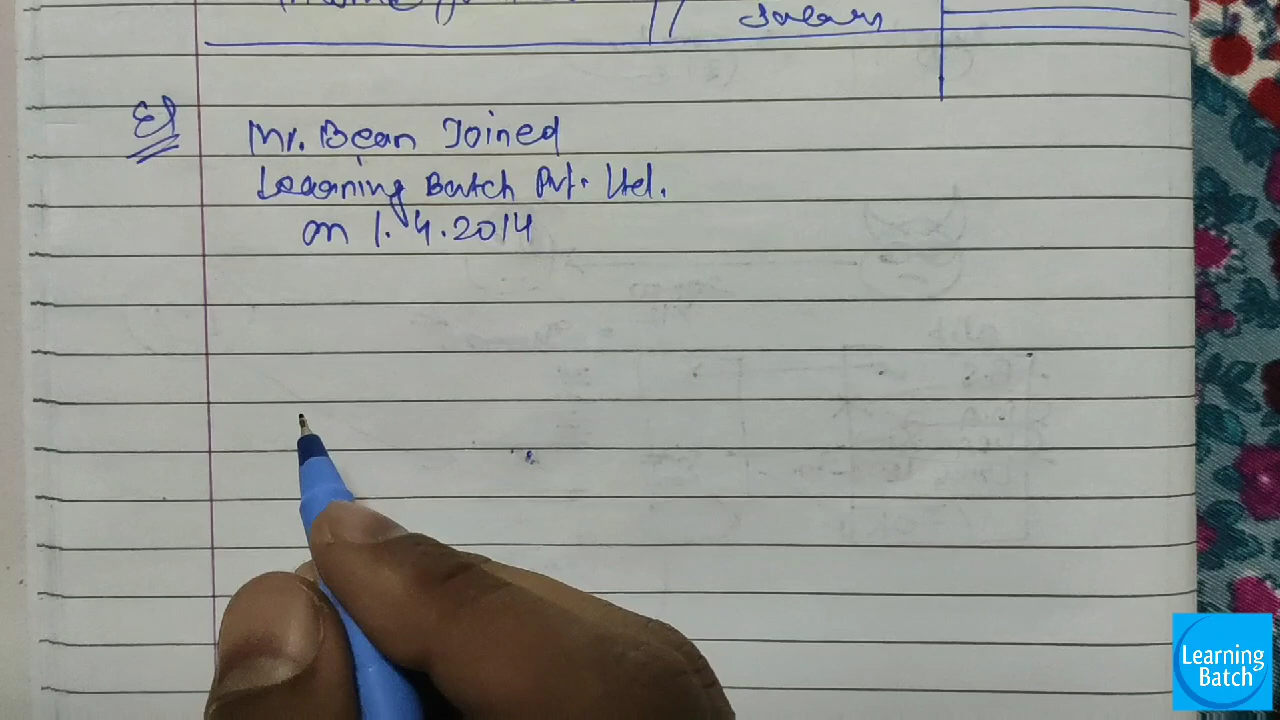 Salary
Eg
Mr. Bean Joined
Learning Batch Pvt. Ltd.
on 1.4.2014
Learning
Batch